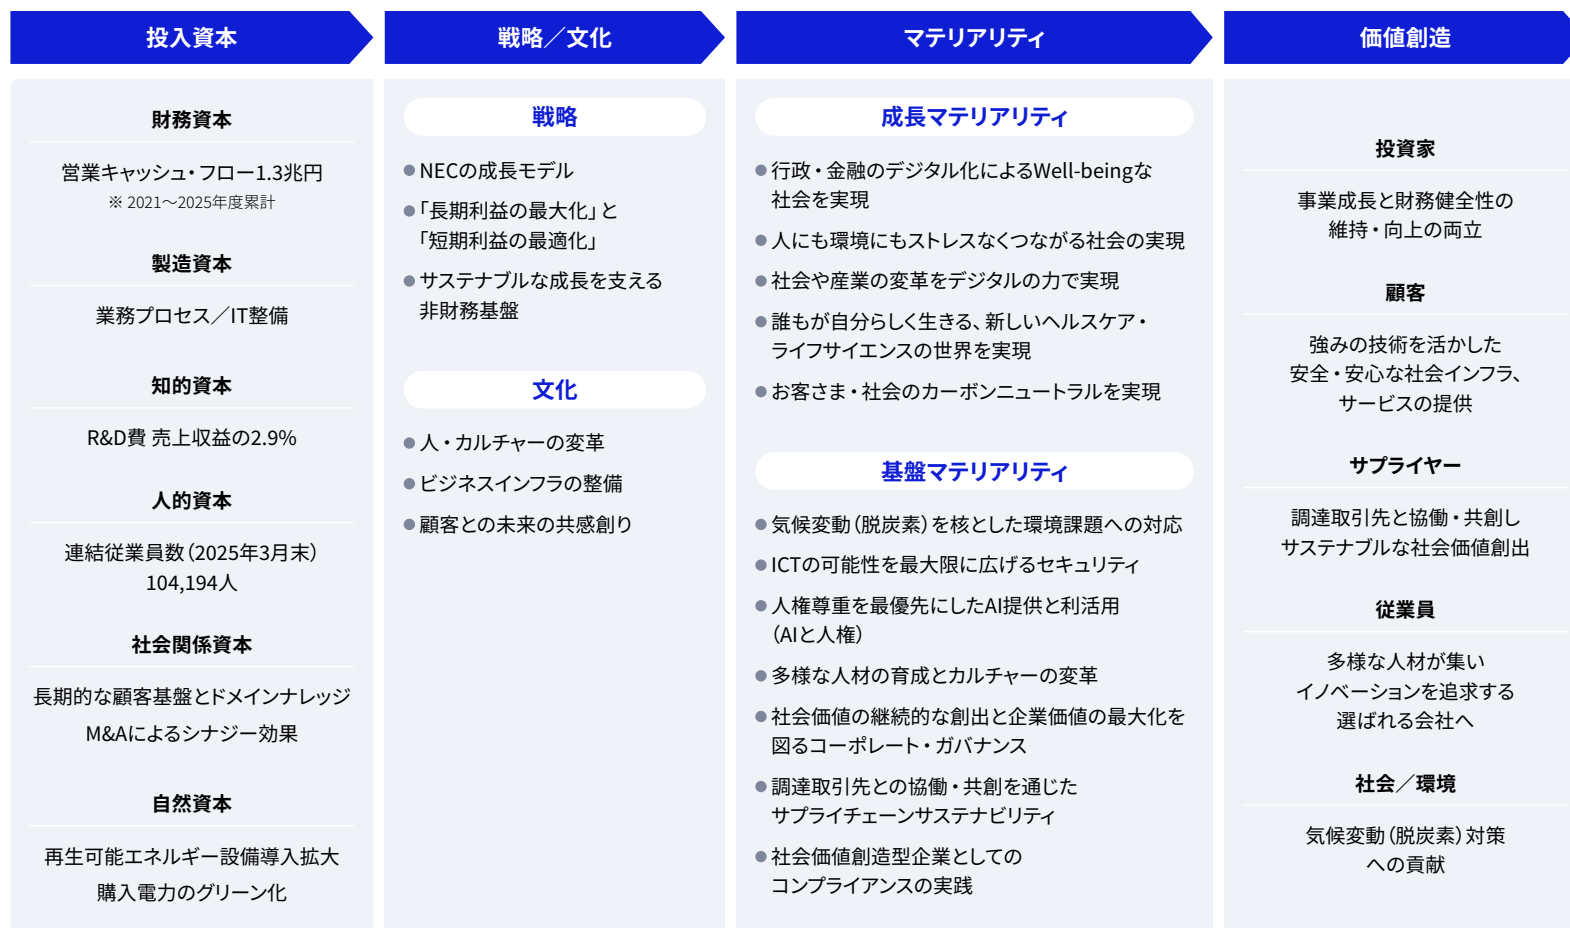 投入資本
財務資本
営業キャッシュ・フロー1.3兆円
※ 2021～2025年度累計
製造資本
業務プロセス／IT整備
知的資本
R&D費 売上収益の2.9%
人的資本
連結従業員数（2025年3月末）
104,194人
社会関係資本
長期的な顧客基盤とドメインナレッジ
M&Aによるシナジー効果
自然資本
再生可能エネルギー設備導入拡大
購入電力のグリーン化
戦略／文化
戦略
●NECの成長モデル
●「長期利益の最大化」と
「短期利益の最適化」
●サステナブルな成長を支える
非財務基盤
文化
●人・カルチャーの変革
●ビジネスインフラの整備
●顧客との未来の共感創り
マテリアリティ
成長マテリアリティ
●行政・金融のデジタル化によるWell-beingな
社会を実現
●人にも環境にもストレスなくつながる社会の実現
●社会や産業の変革をデジタルの力で実現
●誰もが自分らしく生きる、新しいヘルスケア・
ライフサイエンスの世界を実現
●お客さま・社会のカーボンニュートラルを実現
基盤マテリアリティ
●気候変動（脱炭素）を核とした環境課題への対応
●ICTの可能性を最大限に広げるセキュリティ
●人権尊重を最優先にしたAI提供と利活用
（AIと人権）
●多様な人材の育成とカルチャーの変革
●社会価値の継続的な創出と企業価値の最大化を
図るコーポレート・ガバナンス
●調達取引先との協働・共創を通じた
サプライチェーンサステナビリティ
●社会価値創造型企業としての
コンプライアンスの実践
価値創造
投資家
事業成長と財務健全性の
維持・向上の両立
顧客
強みの技術を活かした
安全・安心な社会インフラ、
サービスの提供
サプライヤー
調達取引先と協働・共創し
サステナブルな社会価値創出
従業員
多様な人材が集い
イノベーションを追求する
選ばれる会社へ
社会／環境
気候変動（脱炭素）対策
への貢献